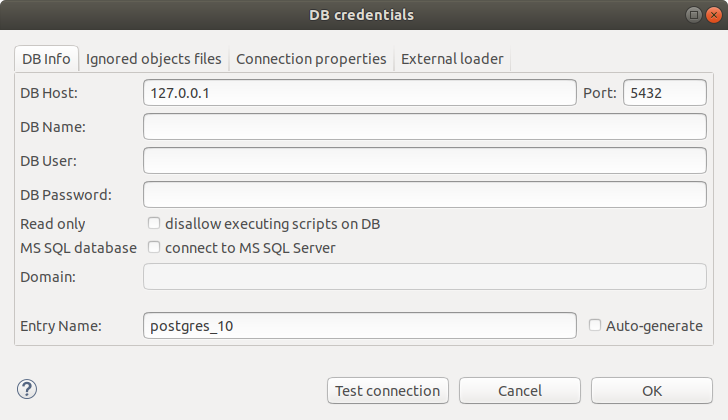 DB credentials
DB Info Ignored objects files Connection properties External loader
DB Host: 127.0.0.1 Port: 5432
DB Name:
DB User:
DB Password:
Read only disallow executing scripts on DB
MS SQL database connect to MS SQL Server
Domain:
Entry Name: postgres_10 Auto-generate
? Test connection Cancel OK